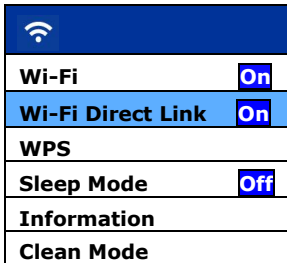 Wi-Fi On
Wi-Fi Direct Link On
WPS
Sleep Mode Off
Information
Clean Mode